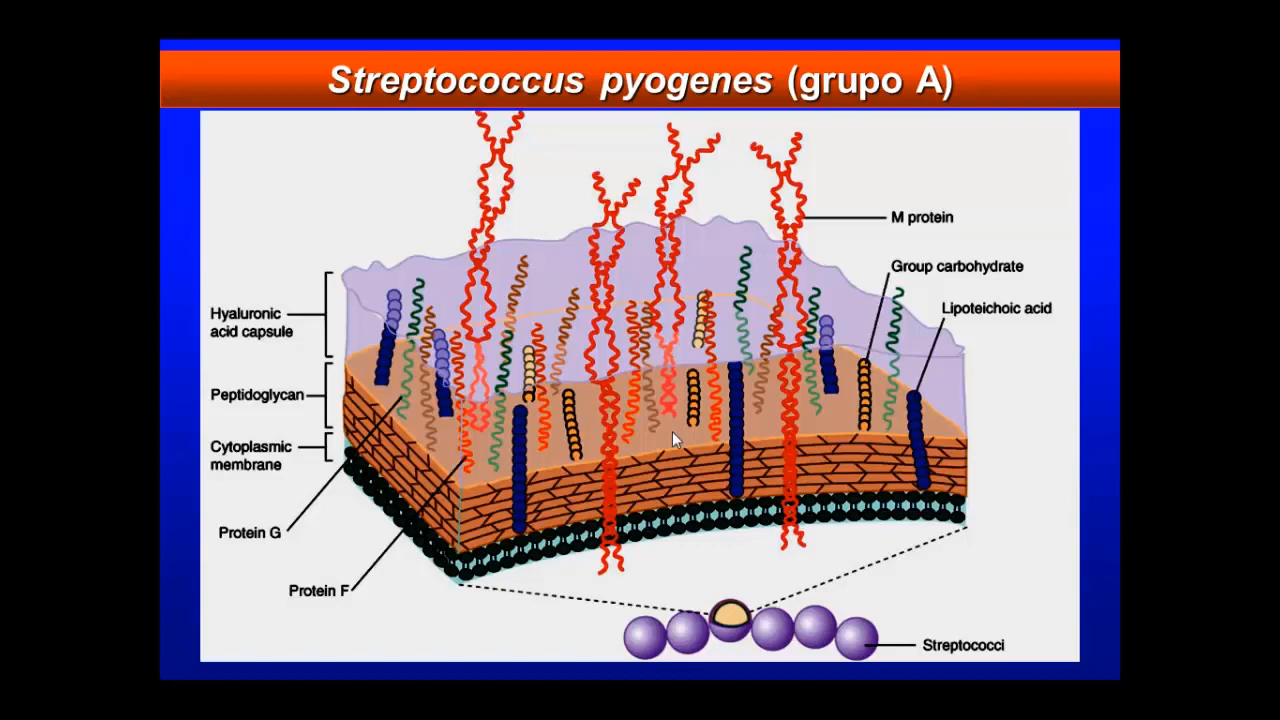 Streptococcus pyogenes (grupo A)
M protein
Group carbohydrate
Lipoteichoic acid
Hyaluronic
acid capsule
Peptidoglycan
Cytoplasmic
membrane
Protein G
Protein F
Streptococci